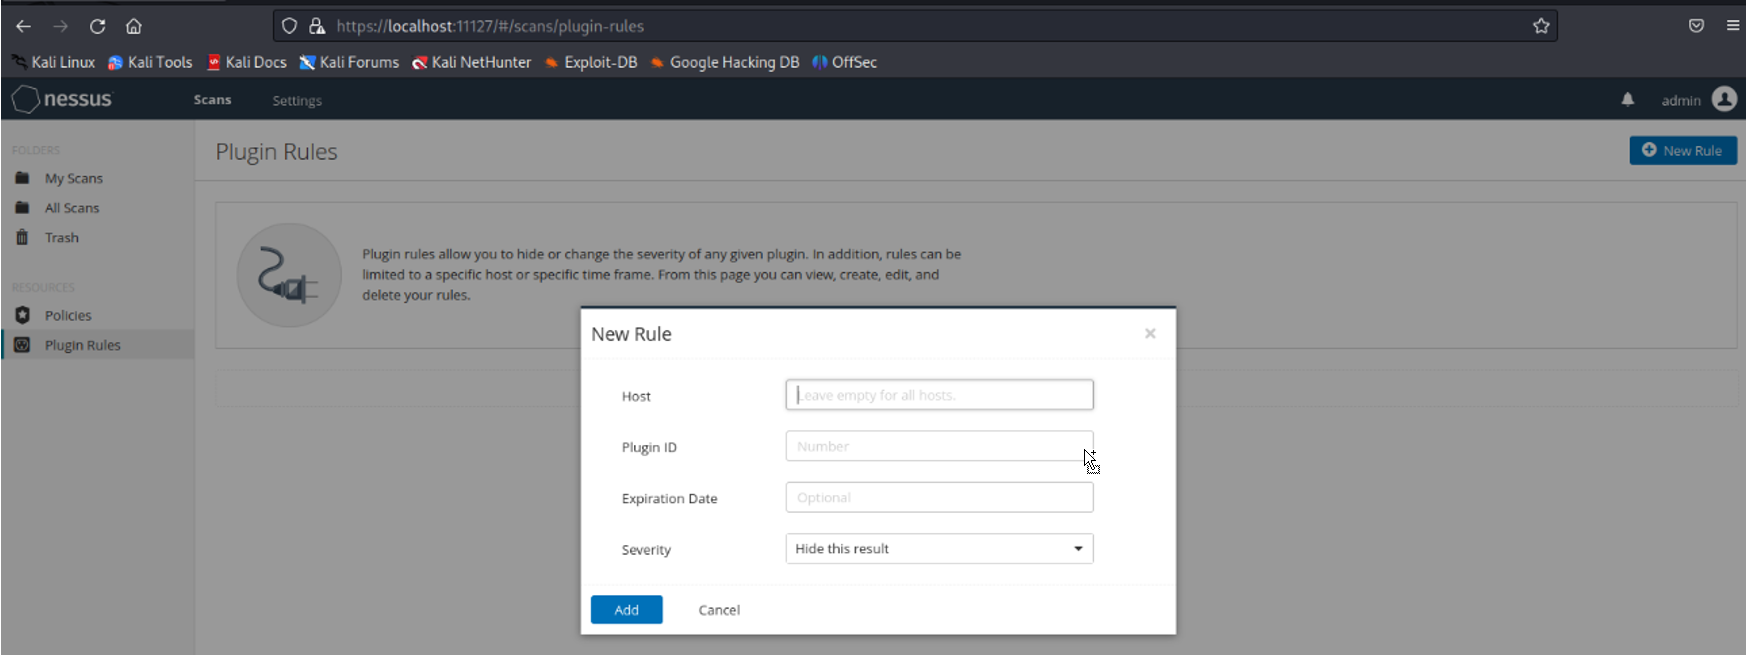 https://localhost:11127/#/scans/plugin-rules
Kali Linux Kali Tools Kali Docs Kali Forums Kali NetHunter Exploit-DB Google Hacking DB OffSec
nessus Scans Settings admin
FOLDERS
My Scans
All Scans
Trash
RESOURCES
Policies
Plugin Rules
Plugin Rules
New Rule
Plugin rules allow you to hide or change the severity of any given plugin. In addition, rules can be
limited to a specific host or specific time frame. From this page you can view, create, edit, and
delete your rules.
New Rule ×
Host Leave empty for all hosts.
Plugin ID Number
Expiration Date Optional
Severity Hide this result
Add Cancel